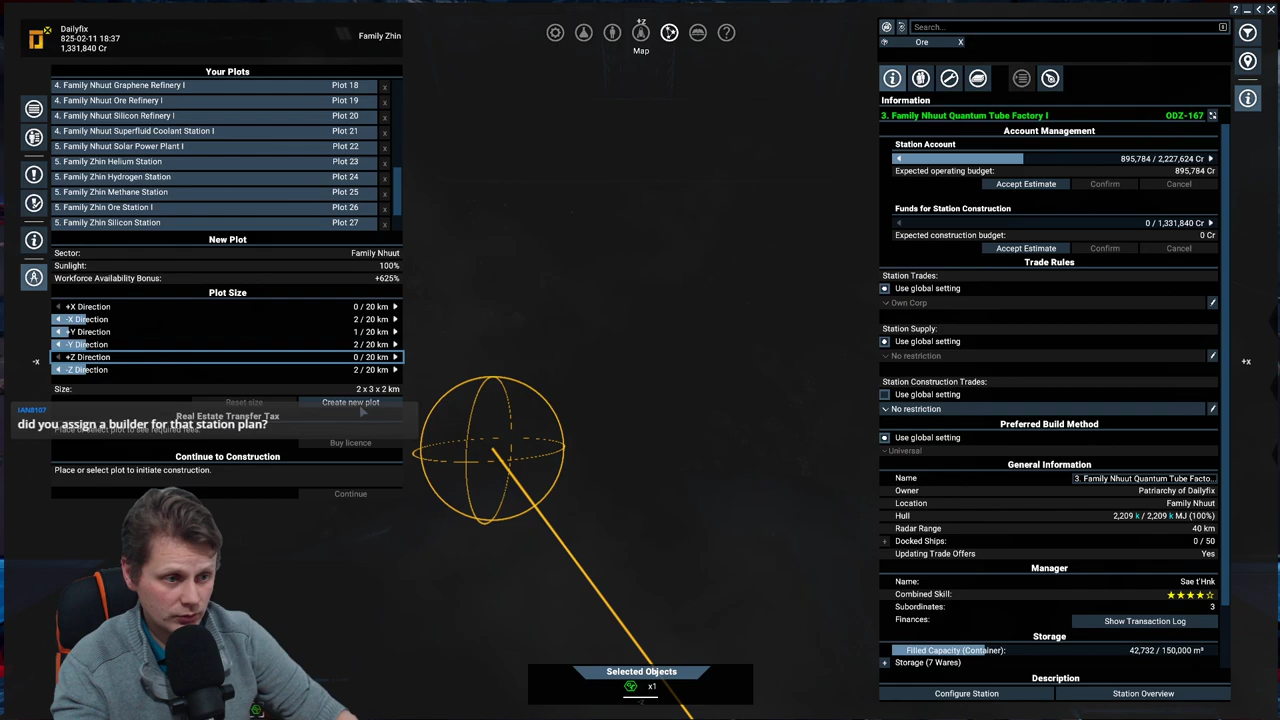 Dailyfix
825-02-11 18:37
1,331,840 Cr
Family Zhin
+Z
Map
Your Plots
4. Family Nhuut Graphene Refinery I Plot 18 x
4. Family Nhuut Ore Refinery I Plot 19 x
4. Family Nhuut Silicon Refinery I Plot 20 x
4. Family Nhuut Superfluid Coolant Station I Plot 21 x
5. Family Nhuut Solar Power Plant I Plot 22 x
5. Family Zhin Helium Station Plot 23 x
5. Family Zhin Hydrogen Station Plot 24 x
5. Family Zhin Methane Station Plot 25 x
5. Family Zhin Ore Station I Plot 26 x
5. Family Zhin Silicon Station Plot 27 x
New Plot
Sector: Family Nhuut
Sunlight: 100%
Workforce Availability Bonus: +625%
Plot Size
+X Direction 0 / 20 km
-X Direction 2 / 20 km
+Y Direction 1 / 20 km
-Y Direction 2 / 20 km
+Z Direction 0 / 20 km
-Z Direction 2 / 20 km
Size: 2 x 3 x 2 km
Reset size Create new plot
IAN8107
Real Estate Transfer Tax
did you assign a builder for that station plan?
Place or select plot to see required fees.
Buy licence
Continue to Construction
Place or select plot to initiate construction.
Continue
-x
+x
Selected Objects
x1
-Z
Search...
Ore X
Information
3. Family Nhuut Quantum Tube Factory I ODZ-167
Account Management
Station Account
895,784 / 2,227,624 Cr
Expected operating budget: 895,784 Cr
Accept Estimate Confirm Cancel
Funds for Station Construction
0 / 1,331,840 Cr
Expected construction budget: 0 Cr
Accept Estimate Confirm Cancel
Trade Rules
Station Trades:
Use global setting
Own Corp
Station Supply:
Use global setting
No restriction
Station Construction Trades:
Use global setting
No restriction
Preferred Build Method
Use global setting
Universal
General Information
Name 3. Family Nhuut Quantum Tube Facto...
Owner Patriarchy of Dailyfix
Location Family Nhuut
Hull 2,209 k / 2,209 k MJ (100%)
Radar Range 40 km
+ Docked Ships: 0 / 50
Updating Trade Offers Yes
Manager
Name: Sae t'Hnk
Combined Skill: ★★★★☆
Subordinates: 3
Finances: Show Transaction Log
Storage
Filled Capacity (Container): 42,732 / 150,000 m³
+ Storage (7 Wares)
Description
Configure Station Station Overview